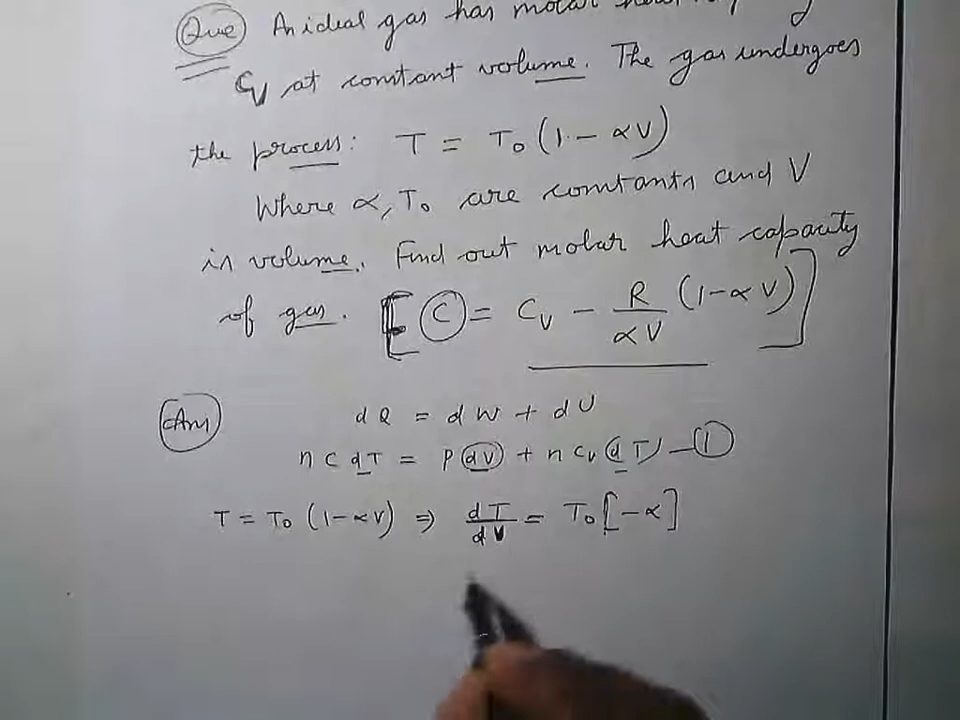 Que An ideal gas has molar
Cv at constant volume. The gas undergoes
the process: T = T₀ (1 - αV)
Where α, T₀ are constants and V
is volume. Find out molar heat capacity
of gas. [C = Cv - R/αV (1-αV)]
Ans dQ = dW + dU
n C dT = P dV + n Cv dT - 1
T = T₀ (1-αV) ⇒ dT/dV = T₀ [-α]